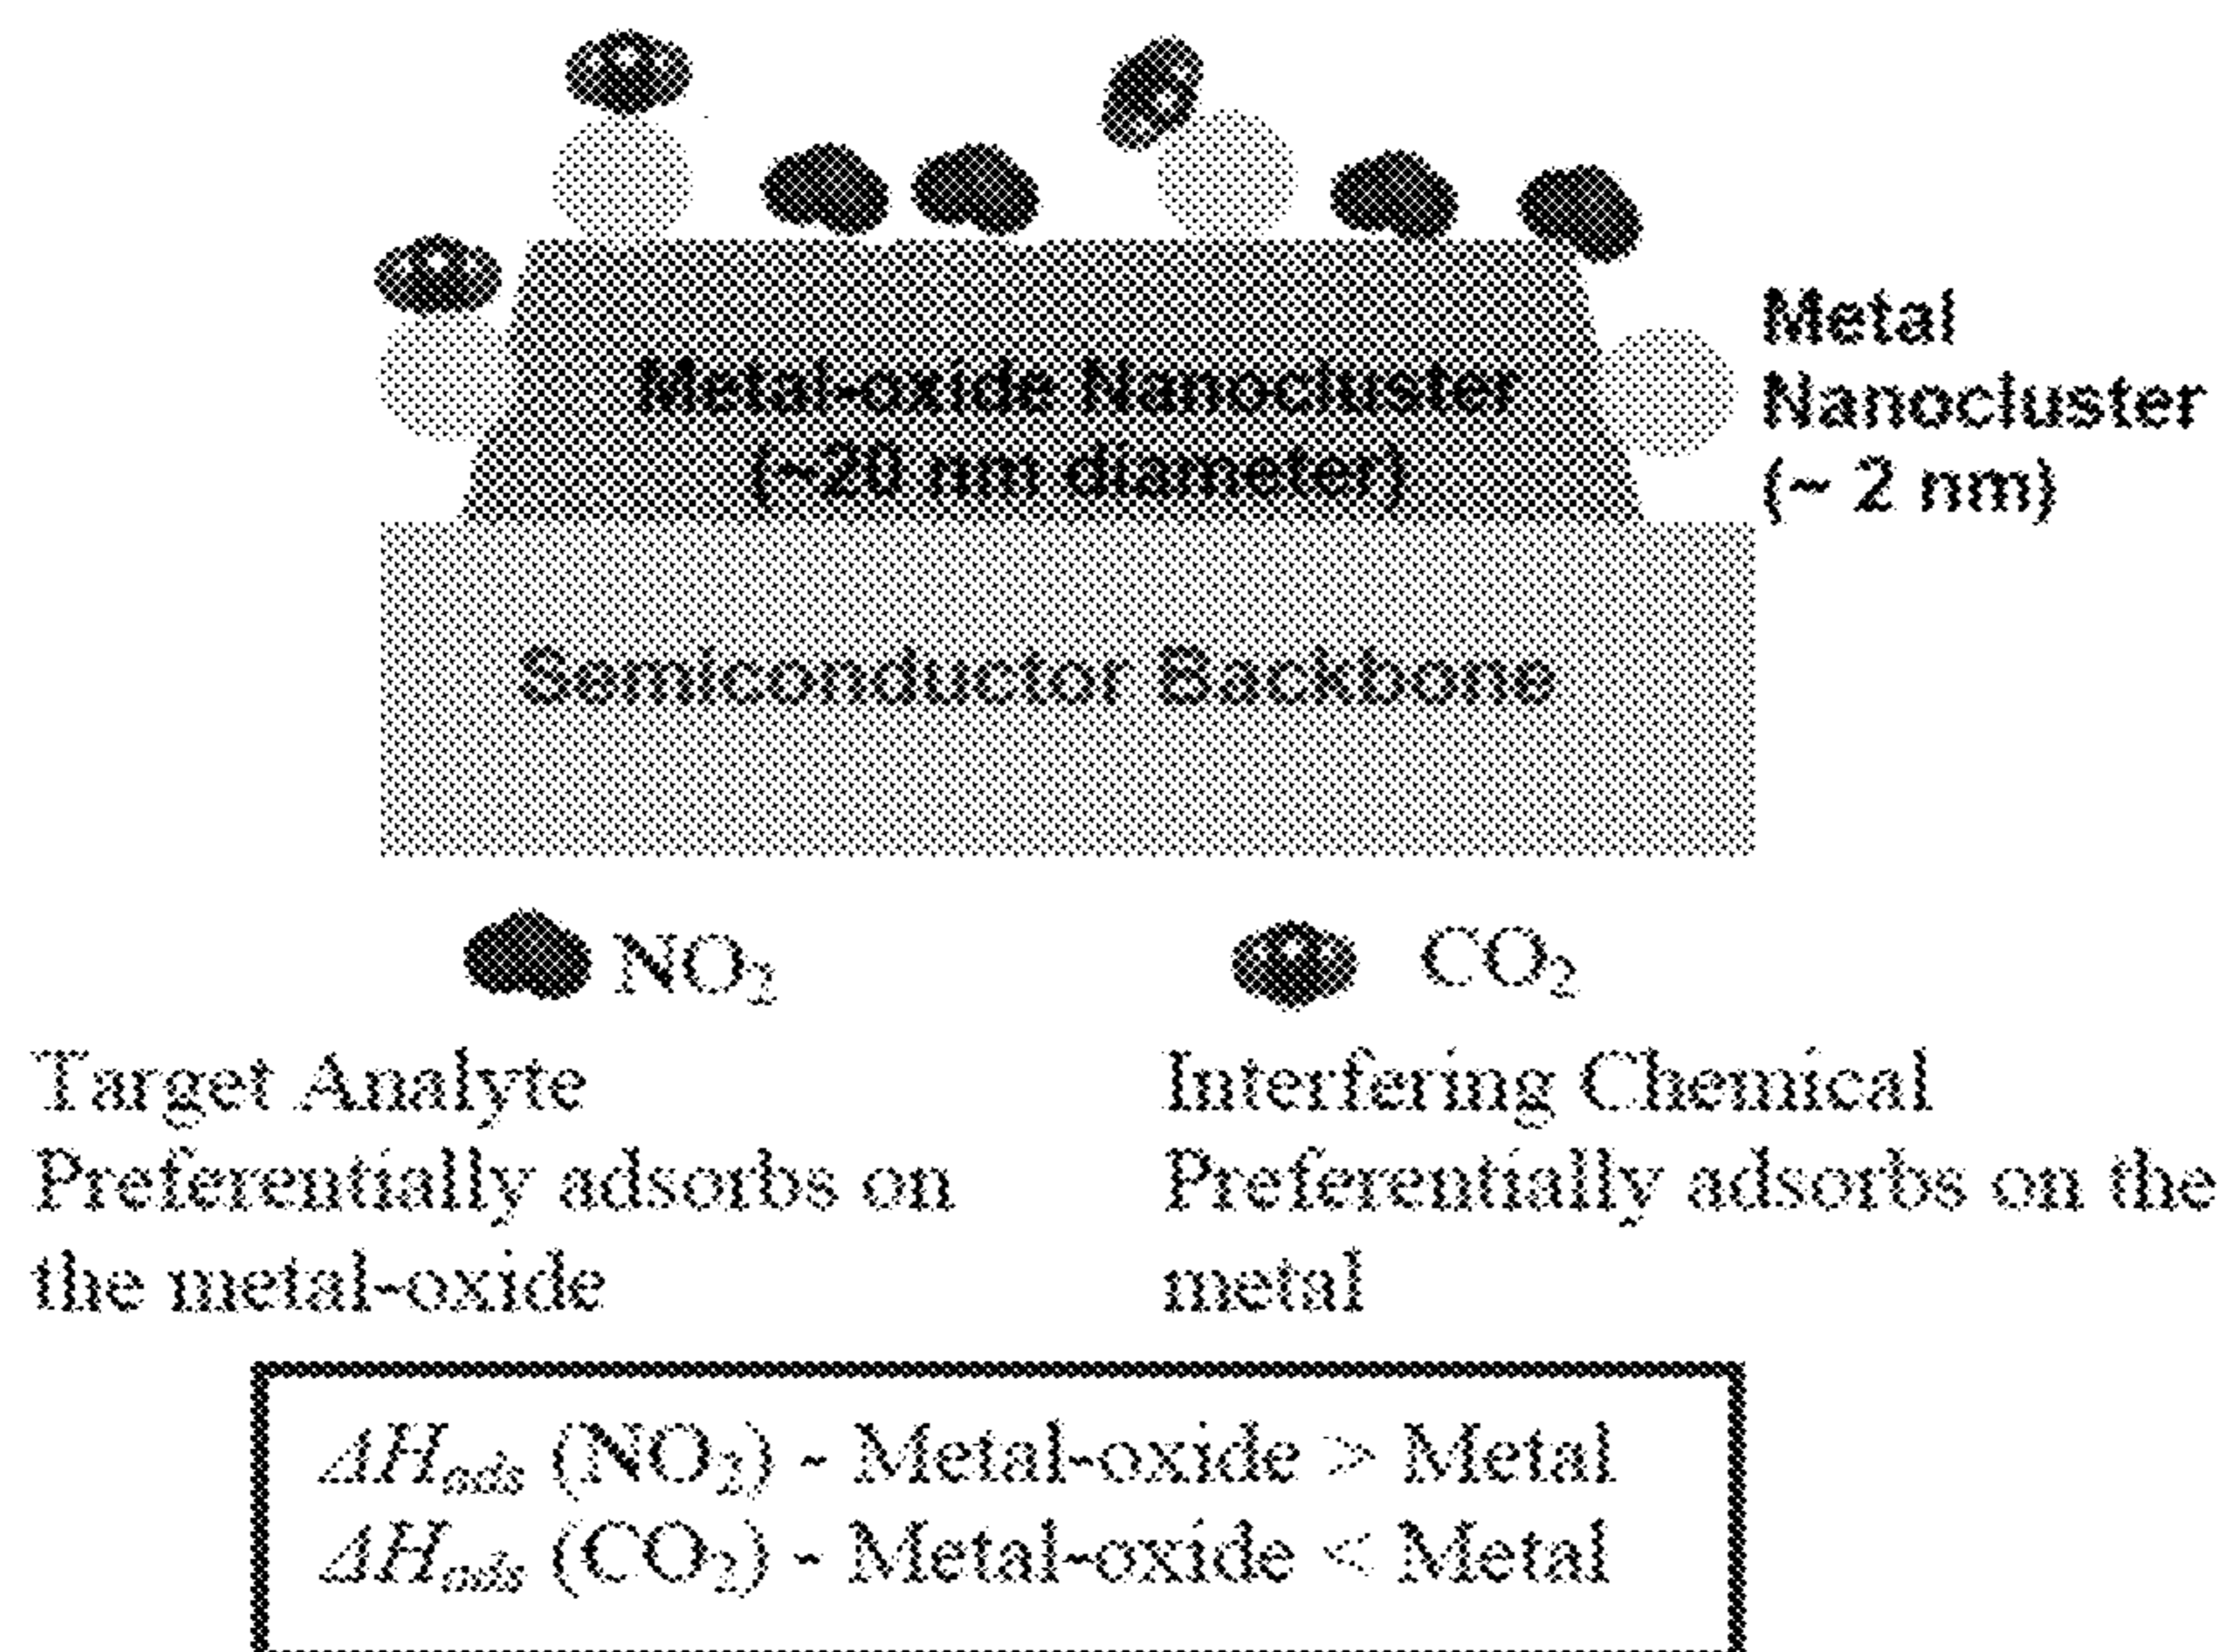 Metal
Nanocluster
(~ 2 nm)
Metal-oxide Nanocluster
(~20 nm diameter)
Semiconductor Backbone
NO₂
CO₂
Target Analyte
Preferentially adsorbs on
the metal-oxide
Interfering Chemical
Preferentially adsorbs on the
metal
ΔHₐds (NO₂) - Metal-oxide > Metal
ΔHₐds (CO₂) - Metal-oxide < Metal